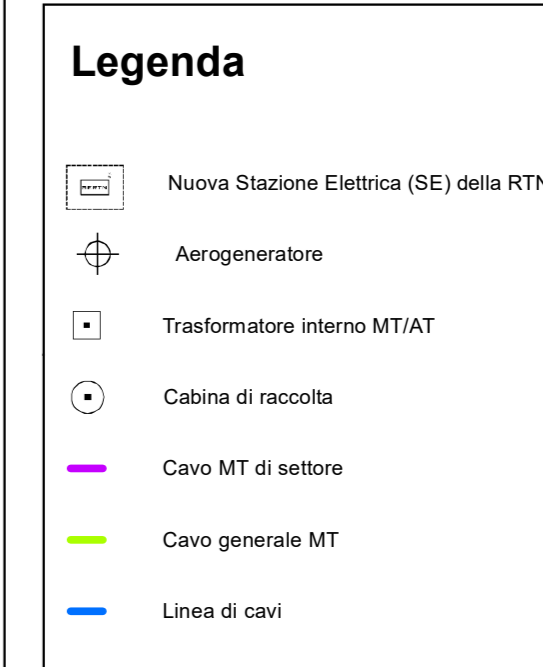 Legenda
Nuova Stazione Elettrica (SE) della RTN
Aerogeneratore
Trasformatore interno MT/AT
Cabina di raccolta
Cavo MT di settore
Cavo generale MT
Linea di cavi